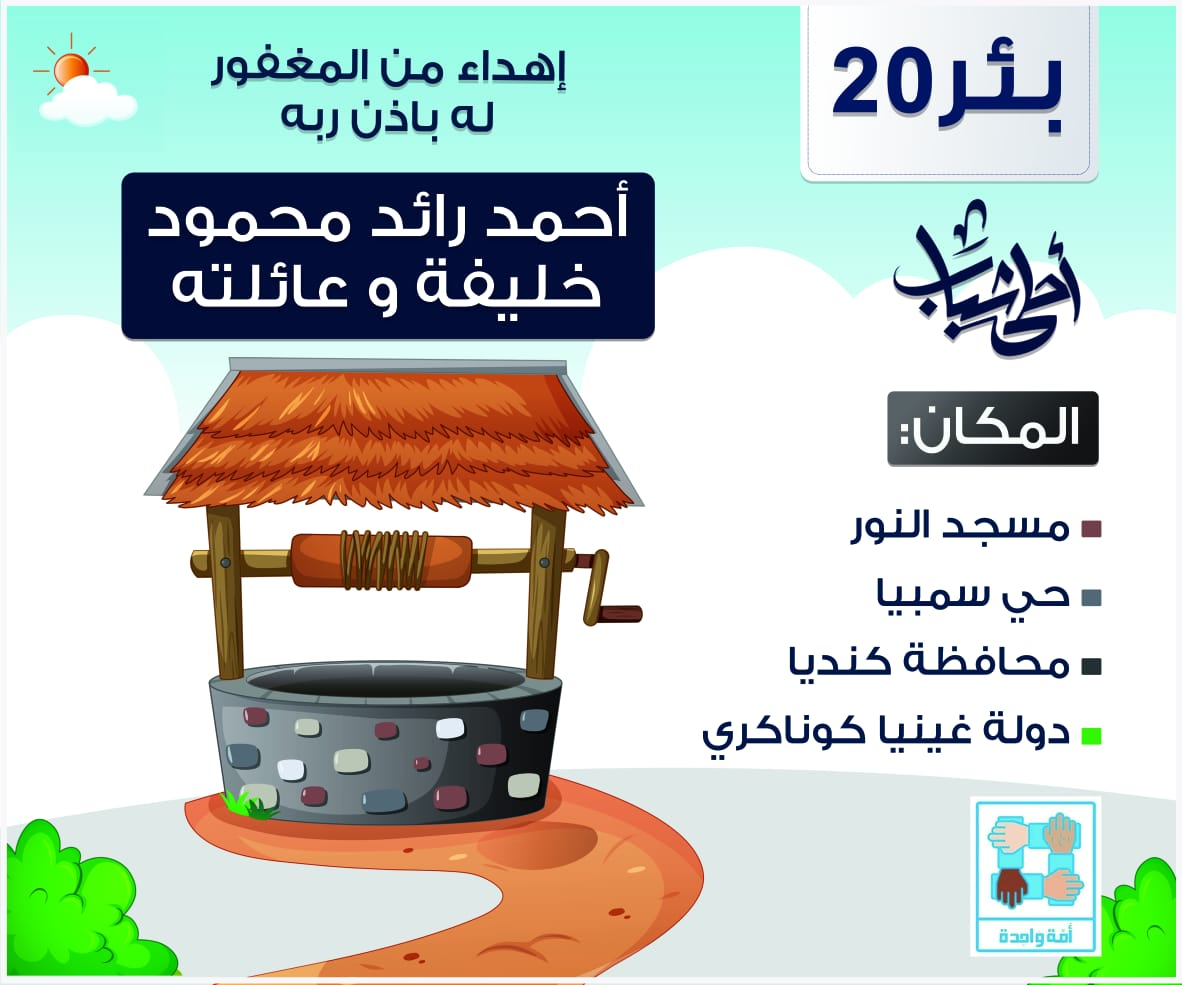 بئر20
إهداء من المغفور
له باذن ربه
أحمد رائد محمود
خليفة و عائلته
أحلى شباب
المكان:
مسجد النور
حي سمبيا
محافظة كنديا
دولة غينيا كوناكري
أمة واحدة